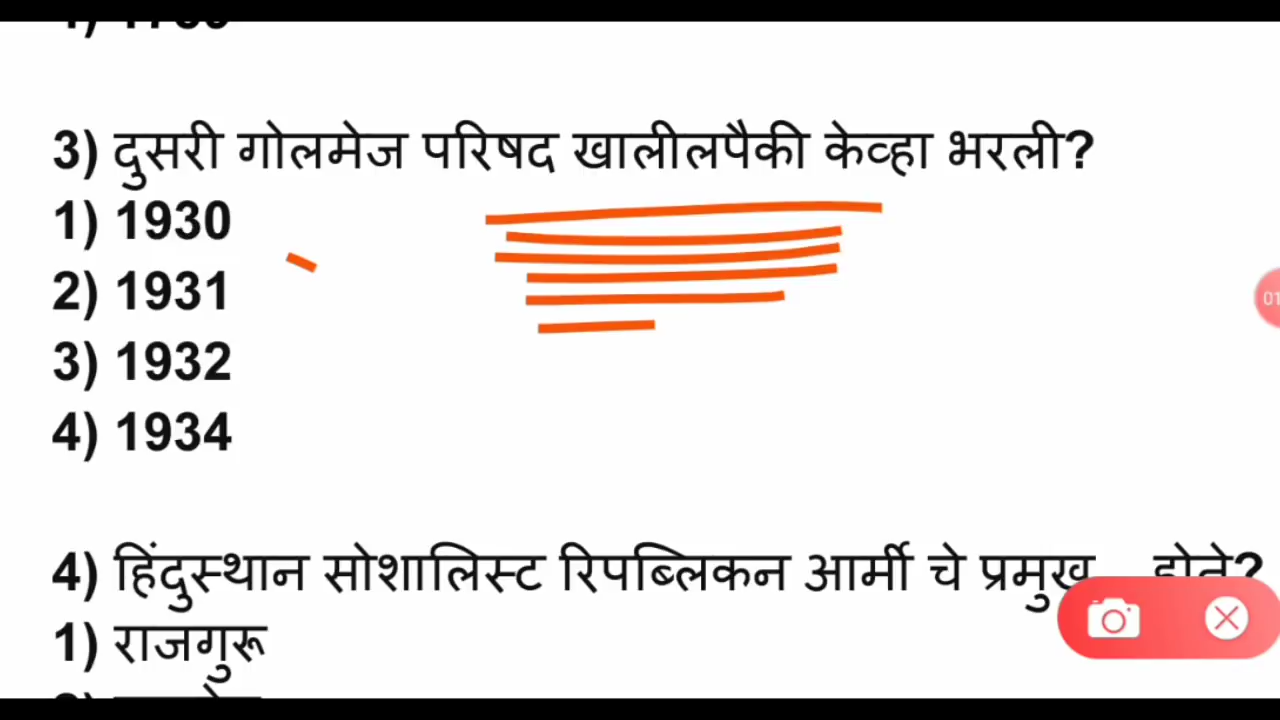 3) दुसरी गोलमेज परिषद खालीलपैकी केव्हा भरली?
1) 1930
2) 1931
3) 1932
4) 1934
01
4) हिंदुस्थान सोशालिस्ट रिपब्लिकन आर्मी चे प्रमुख होते?
1) राजगुरू